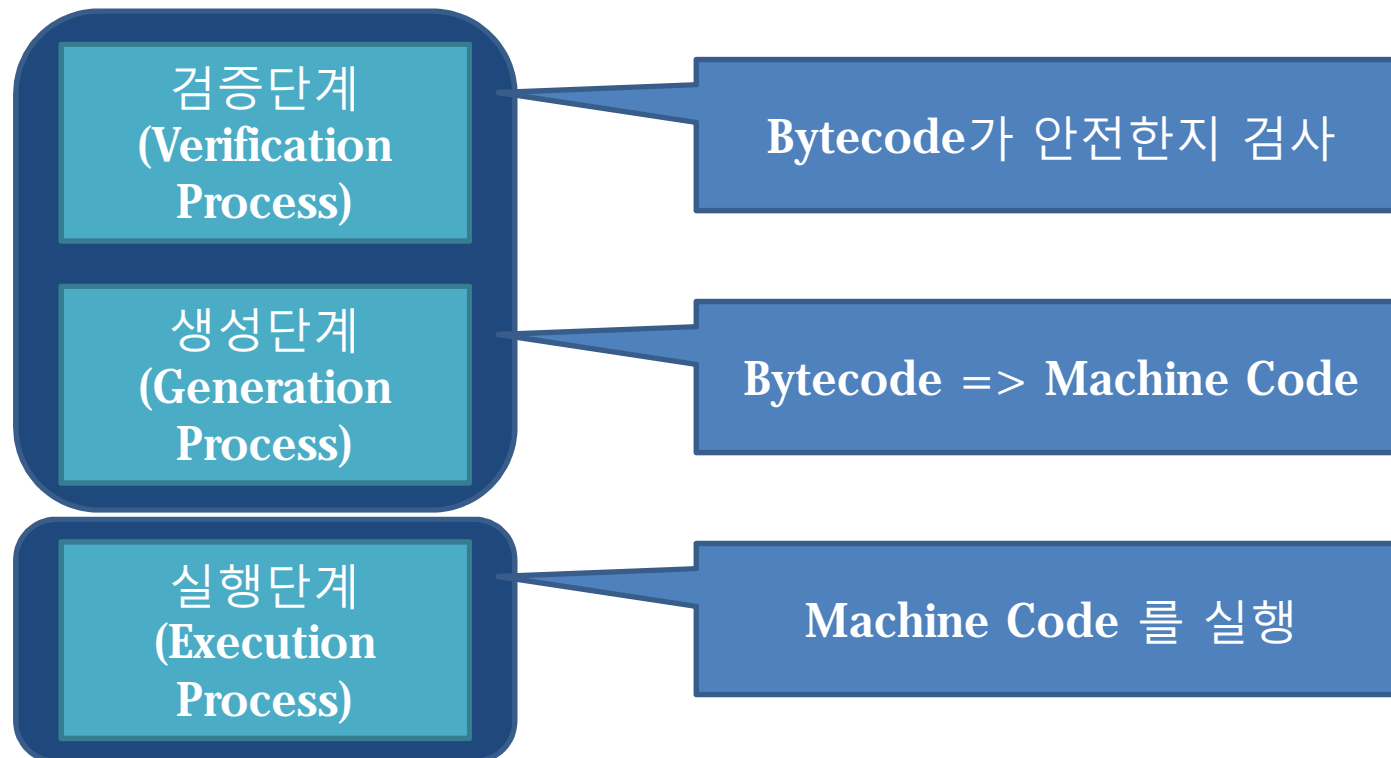 검증단계
(Verification
Process)
Bytecode가 안전한지 검사
생성단계
(Generation
Process)
Bytecode => Machine Code
실행단계
(Execution
Process)
Machine Code 를 실행